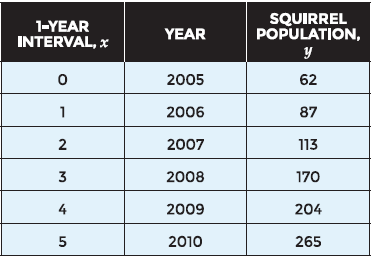 1-YEAR INTERVAL, x YEAR SQUIRREL POPULATION, y
0 2005 62
1 2006 87
2 2007 113
3 2008 170
4 2009 204
5 2010 265